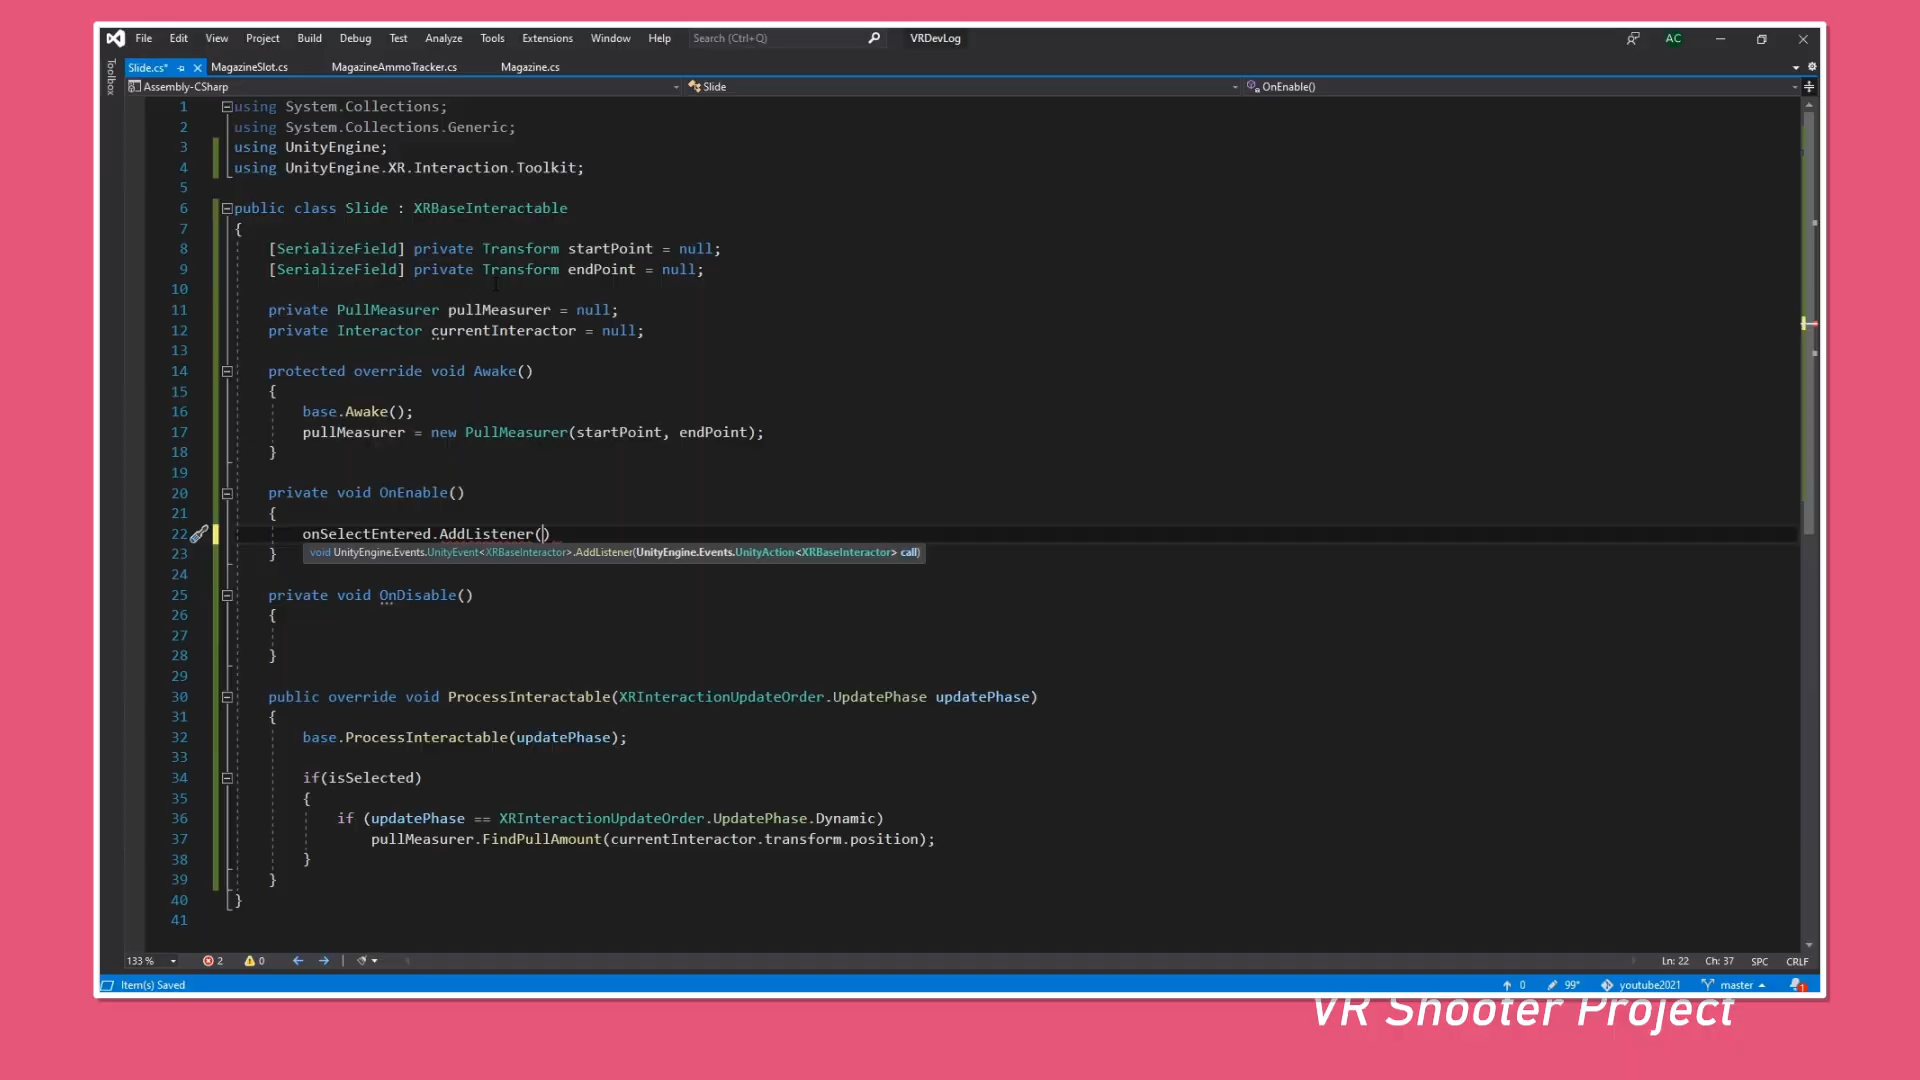 File Edit View Project Build Debug Test Analyze Tools Extensions Window Help Search (Ctrl+Q) VRDevLog AC
Toolbox
Slide.cs* MagazineSlot.cs MagazineAmmoTracker.cs Magazine.cs
Assembly-CSharp Slide OnEnable()
1 using System.Collections;
2 using System.Collections.Generic;
3 using UnityEngine;
4 using UnityEngine.XR.Interaction.Toolkit;
5
6 public class Slide : XRBaseInteractable
7 {
8 [SerializeField] private Transform startPoint = null;
9 [SerializeField] private Transform endPoint = null;
10
11 private PullMeasurer pullMeasurer = null;
12 private Interactor currentInteractor = null;
13
14 protected override void Awake()
15 {
16 base.Awake();
17 pullMeasurer = new PullMeasurer(startPoint, endPoint);
18 }
19
20 private void OnEnable()
21 {
22 onSelectEntered.AddListener()
void UnityEngine.Events.UnityEvent<XRBaseInteractor>.AddListener(UnityEngine.Events.UnityAction<XRBaseInteractor> call)
23 }
24
25 private void OnDisable()
26 {
27
28 }
29
30 public override void ProcessInteractable(XRInteractionUpdateOrder.UpdatePhase updatePhase)
31 {
32 base.ProcessInteractable(updatePhase);
33
34 if(isSelected)
35 {
36 if (updatePhase == XRInteractionUpdateOrder.UpdatePhase.Dynamic)
37 pullMeasurer.FindPullAmount(currentInteractor.transform.position);
38 }
39 }
40 }
41
133 % 2 0 Ln: 22 Ch: 37 SPC CRLF
Item(s) Saved 0 99* youtube2021 master 1
VR Shooter Project